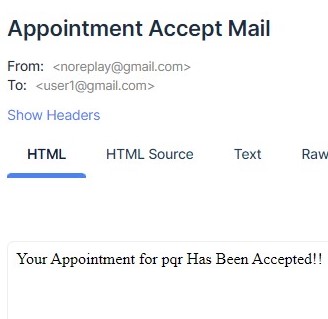 Appointment Accept Mail
From: <noreplay@gmail.com>
To: <user1@gmail.com>
Show Headers
HTML HTML Source Text Raw
Your Appointment for pqr Has Been Accepted!!